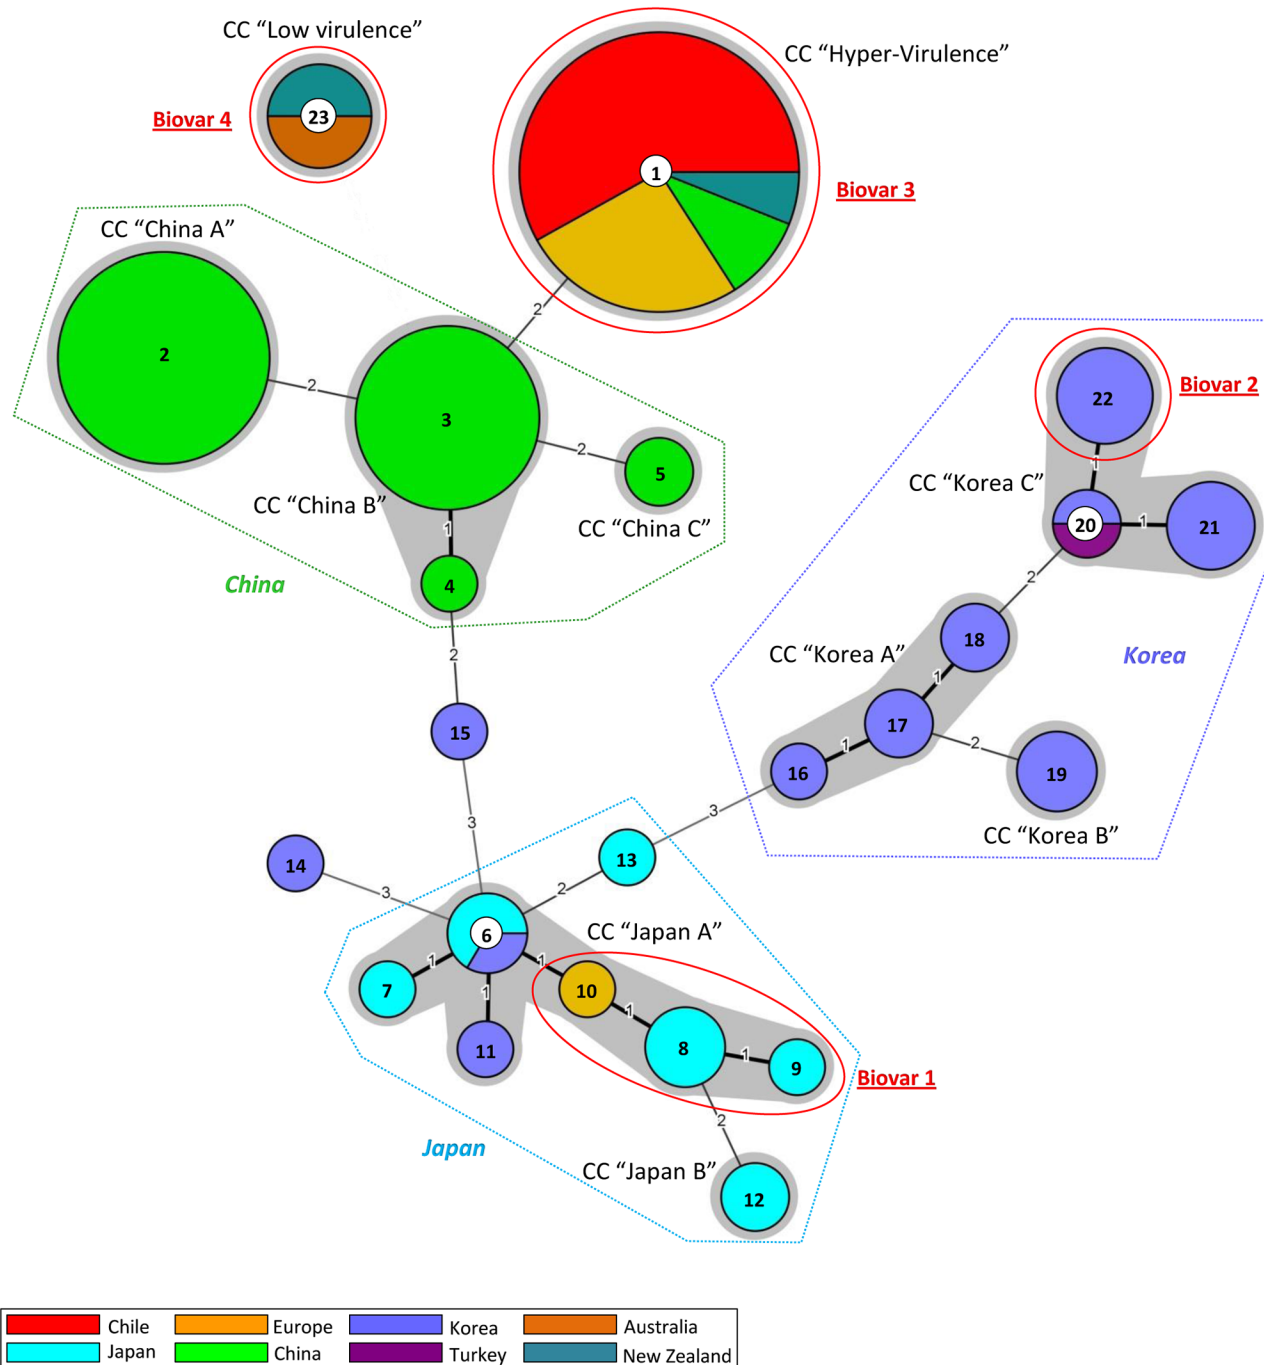 CC “Low virulence”
CC “Hyper-Virulence”
23
Biovar 4
1
Biovar 3
CC “China A”
2
2
2
3
2
5
CC “China B”
CC “China C”
1
4
China
22
Biovar 2
1
CC “Korea C”
20
1
21
2
18
CC “Korea A”
1
Korea
17
2
1
16
19
CC “Korea B”
2
15
3
3
14
3
13
2
CC “Japan A”
6
1
1
7
1
10
1
11
8
1
9
Biovar 1
2
Japan
CC “Japan B”
12
Chile Europe Korea Australia
Japan China Turkey New Zealand